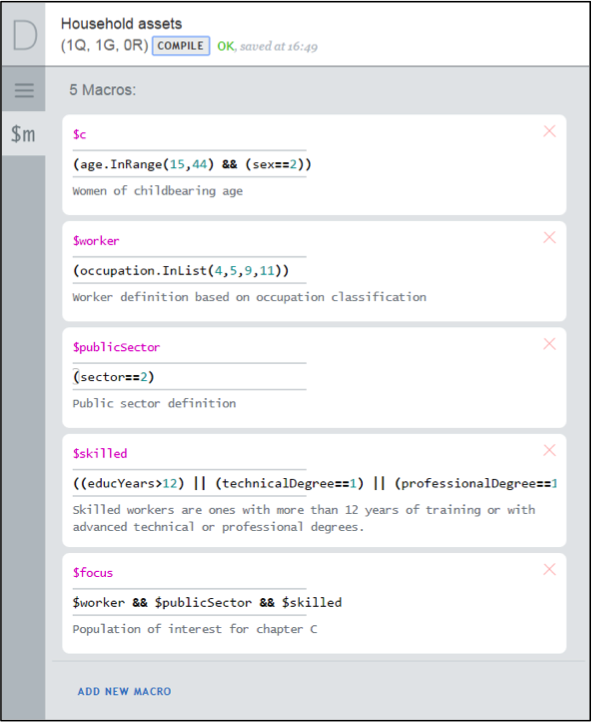 D
Household assets
(1Q, 1G, 0R) COMPILE OK, saved at 16:49
5 Macros:
$m
$c
(age.InRange(15,44) && (sex==2))
Women of childbearing age
$worker
(occupation.InList(4,5,9,11))
Worker definition based on occupation classification
$publicSector
(sector==2)
Public sector definition
$skilled
((educYears>12) || (technicalDegree==1) || (professionalDegree==1
Skilled workers are ones with more than 12 years of training or with
advanced technical or professional degrees.
$focus
$worker && $publicSector && $skilled
Population of interest for chapter C
ADD NEW MACRO